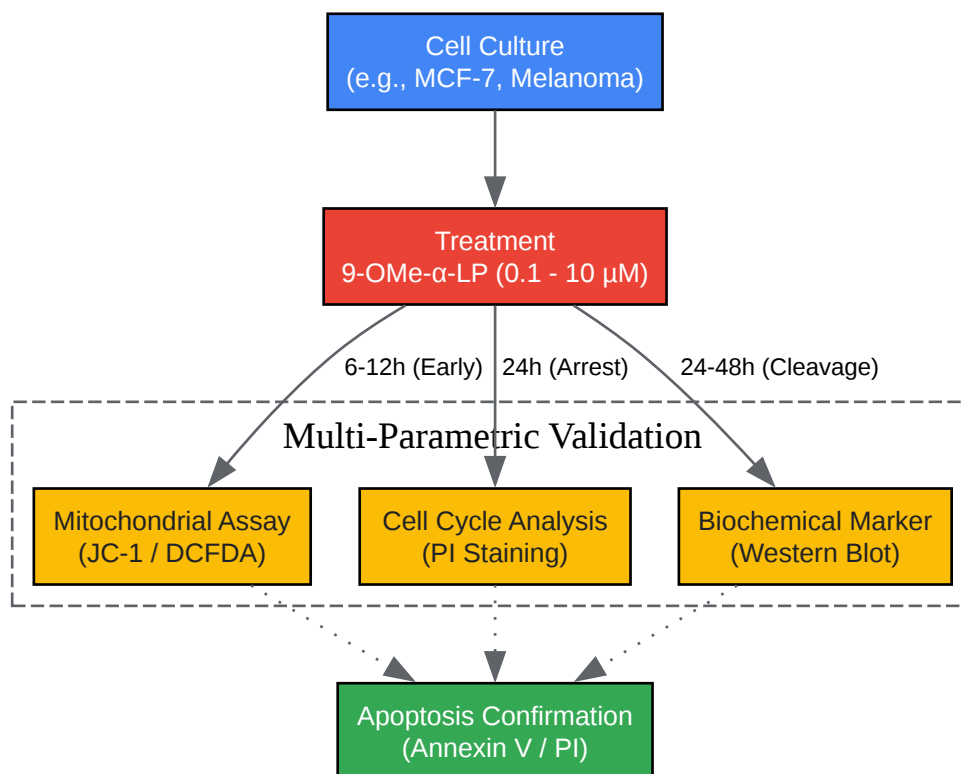 Cell Culture
(e.g., MCF-7, Melanoma)
Treatment
9-OMe-α-LP (0.1 - 10 µM)
6-12h (Early)
24h (Arrest)
24-48h (Cleavage)
Multi-Parametric Validation
Mitochondrial Assay
(JC-1 / DCFDA)
Cell Cycle Analysis
(PI Staining)
Biochemical Marker
(Western Blot)
Apoptosis Confirmation
(Annexin V / PI)